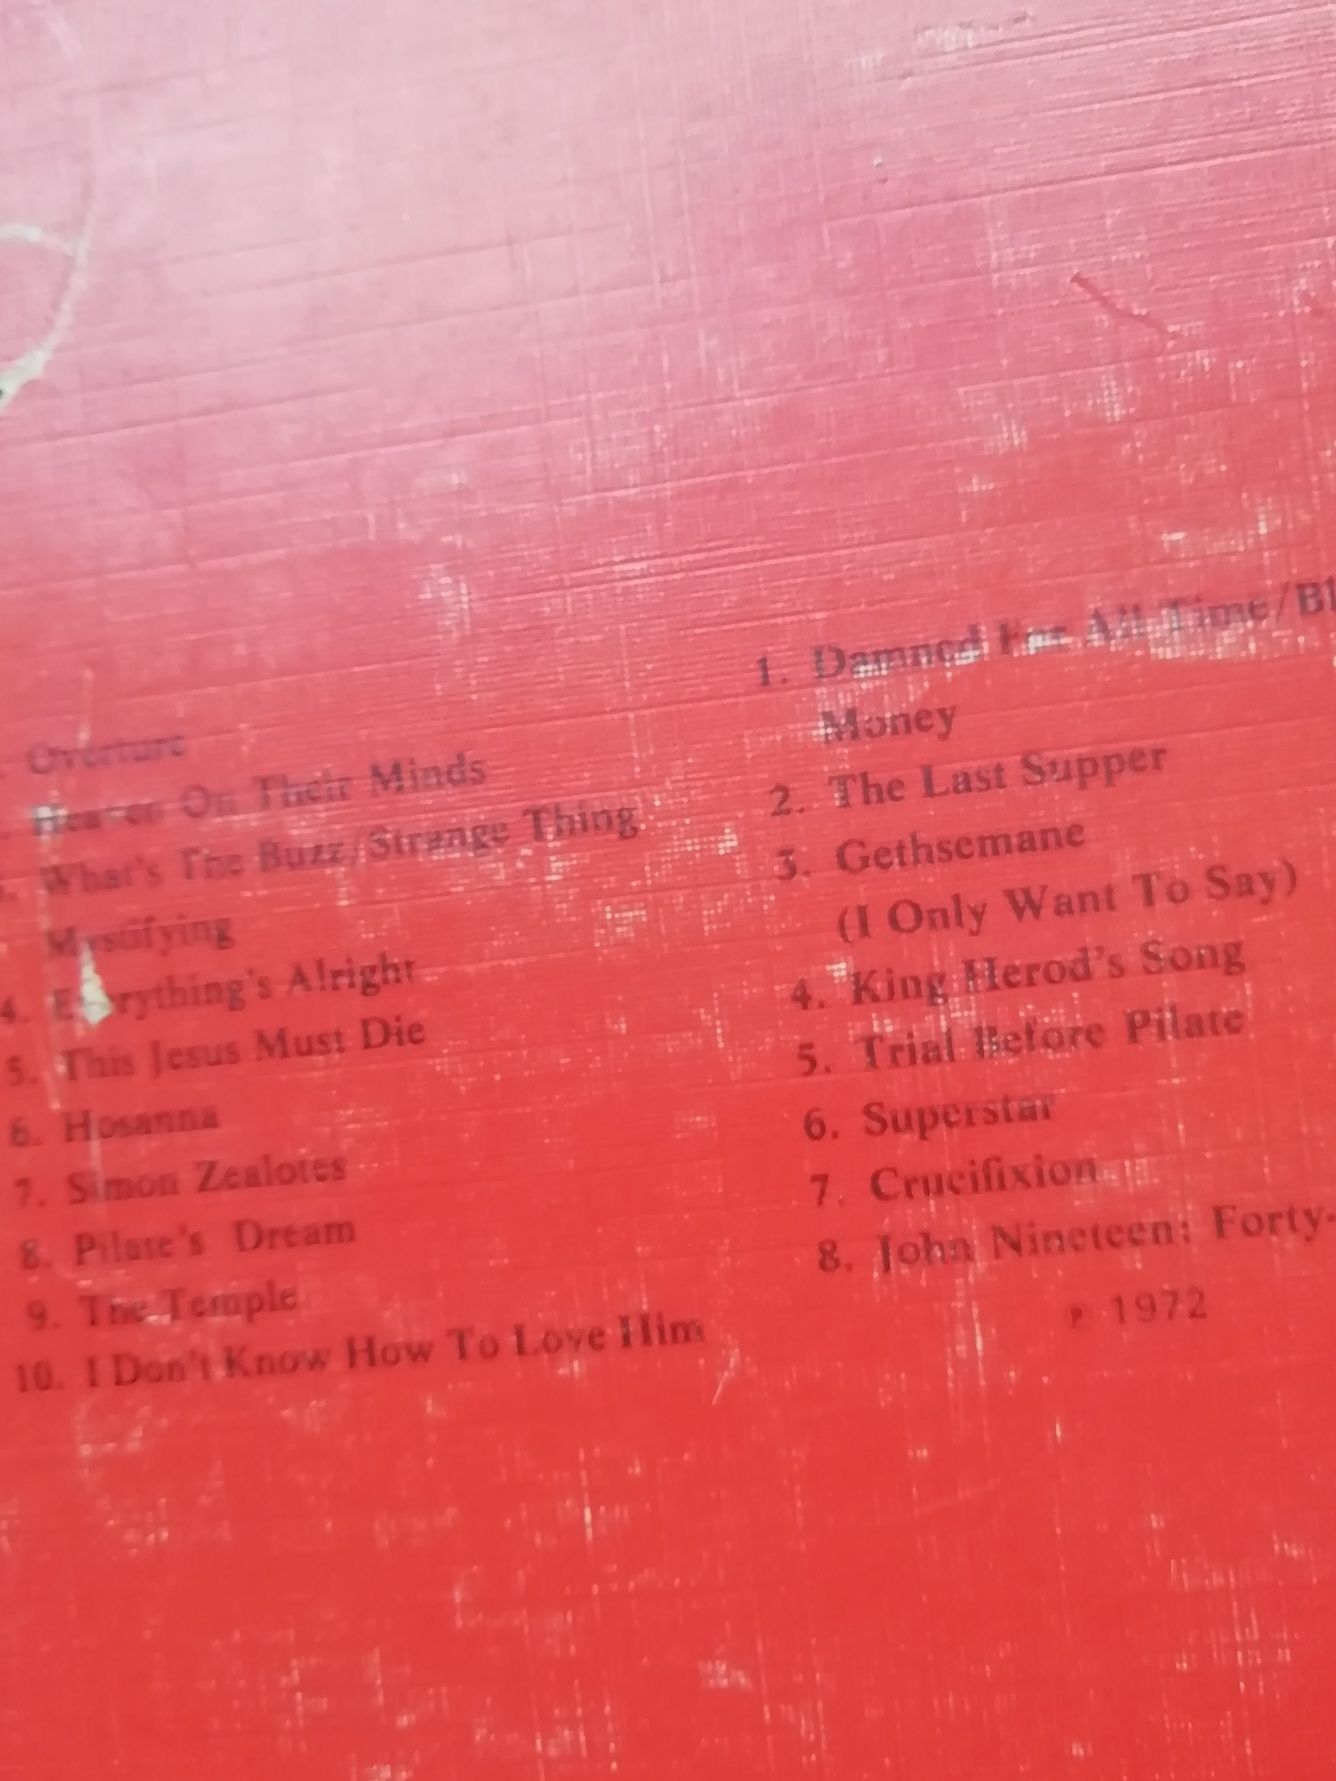 . Overture
. Heaven On Their Minds
. What's The Buzz/Strange Thing
Mystifying
4. Everything's Alright
5. This Jesus Must Die
6. Hosanna
7. Simon Zealotes
8. Pilate's Dream
9. The Temple
10. I Don't Know How To Love Him
1. Damned For All Time/Bl
Money
2. The Last Supper
3. Gethsemane
(I Only Want To Say)
4. King Herod's Song
5. Trial Before Pilate
6. Superstar
7. Crucifixion
8. John Nineteen: Forty-
P 1972